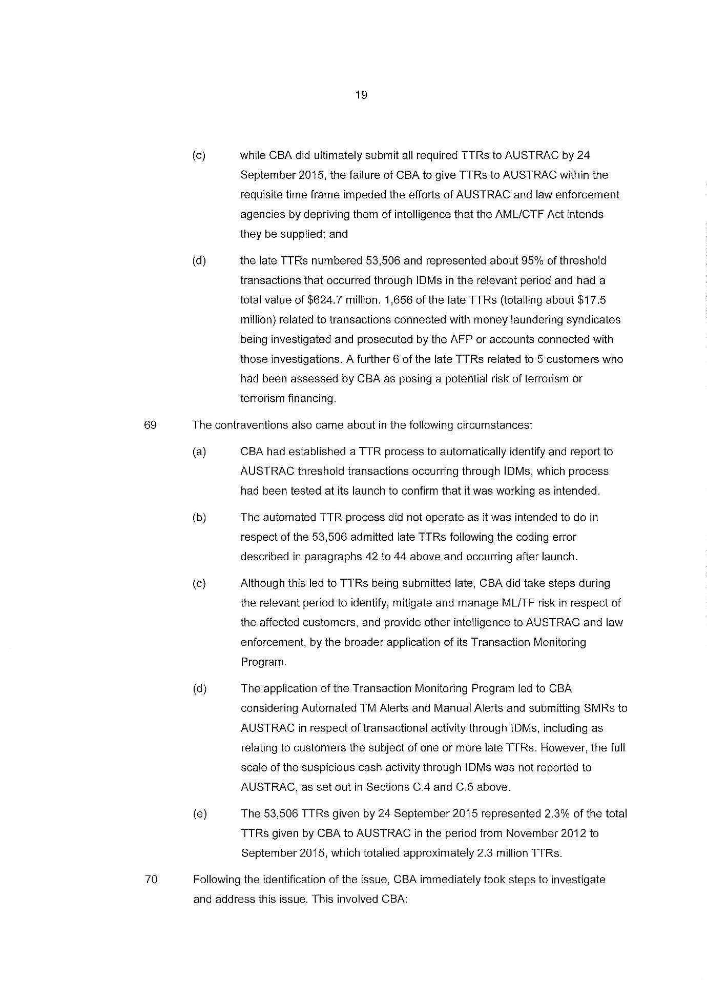 19
(c) while CBA did ultimately submit all required TTRs to AUSTRAC by 24
September 2015, the failure of CBA to give TTRs to AUSTRAC within the
requisite time frame impeded the efforts of AUSTRAC and law enforcement
agencies by depriving them of intelligence that the AML/CTF Act intends
they be supplied; and
(d) the late TTRs numbered 53,506 and represented about 95% of threshold
transactions that occurred through IDMs in the relevant period and had a
total value of $624.7 million. 1,656 of the late TTRs (totalling about $17.5
million) related to transactions connected with money laundering syndicates
being investigated and prosecuted by the AFP or accounts connected with
those investigations. A further 6 of the late TTRs related to 5 customers who
had been assessed by CBA as posing a potential risk of terrorism or
terrorism financing.
69 The contraventions also came about in the following circumstances:
(a) CBA had established a TTR process to automatically identify and report to
AUSTRAC threshold transactions occurring through IDMs, which process
had been tested at its launch to confirm that it was working as intended.
(b) The automated TTR process did not operate as it was intended to do in
respect of the 53,506 admitted late TTRs following the coding error
described in paragraphs 42 to 44 above and occurring after launch.
(c) Although this led to TTRs being submitted late, CBA did take steps during
the relevant period to identify, mitigate and manage ML/TF risk in respect of
the affected customers, and provide other intelligence to AUSTRAC and law
enforcement, by the broader application of its Transaction Monitoring
Program.
(d) The application of the Transaction Monitoring Program led to CBA
considering Automated TM Alerts and Manual Alerts and submitting SMRs to
AUSTRAC in respect of transactional activity through IDMs, including as
relating to customers the subject of one or more late TTRs. However, the full
scale of the suspicious cash activity through IDMs was not reported to
AUSTRAC, as set out in Sections C.4 and C.5 above.
(e) The 53,506 TTRs given by 24 September 2015 represented 2.3% of the total
TTRs given by CBA to AUSTRAC in the period from November 2012 to
September 2015, which totalled approximately 2.3 million TTRs.
70 Following the identification of the issue, CBA immediately took steps to investigate
and address this issue. This involved CBA: